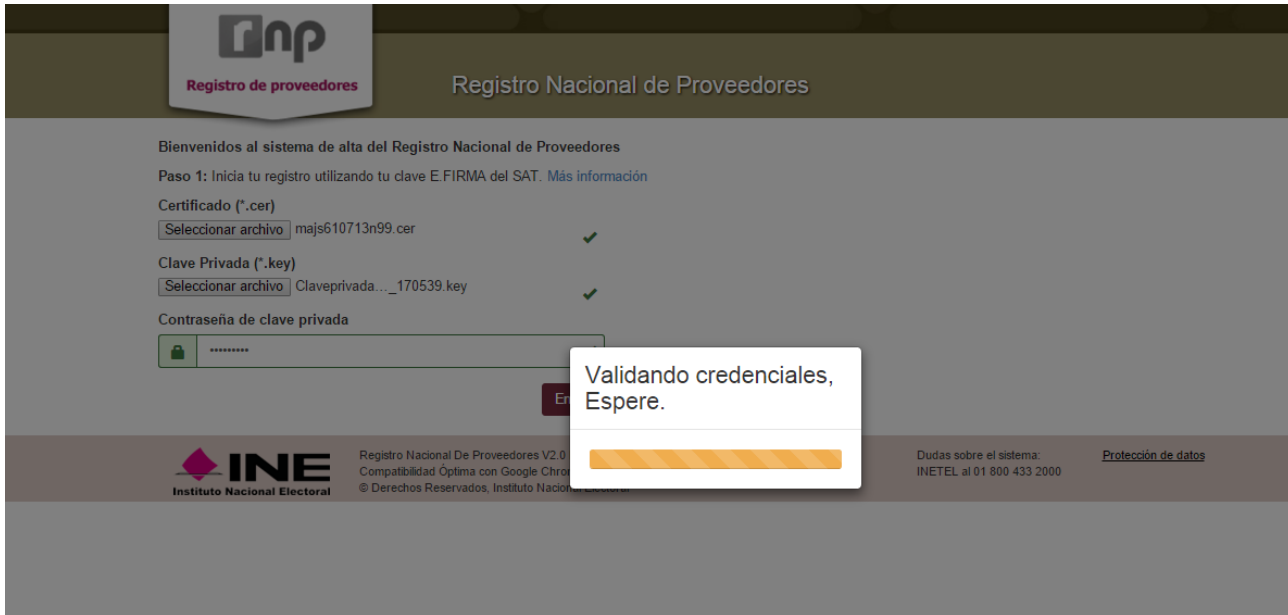 rnp
Registro de proveedores
Registro Nacional de Proveedores
Bienvenidos al sistema de alta del Registro Nacional de Proveedores
Paso 1: Inicia tu registro utilizando tu clave E.FIRMA del SAT. Más información
Certificado (*.cer)
Seleccionar archivo majs610713n99.cer
Clave Privada (*.key)
Seleccionar archivo Claveprivada..._170539.key
Contraseña de clave privada
•••••••••
En
Validando credenciales,
Espere.
INE
Instituto Nacional Electoral
Registro Nacional De Proveedores V2.0
Compatibilidad Óptima con Google Chro
© Derechos Reservados, Instituto Nacional Electoral
Dudas sobre el sistema:
INETEL al 01 800 433 2000
Protección de datos